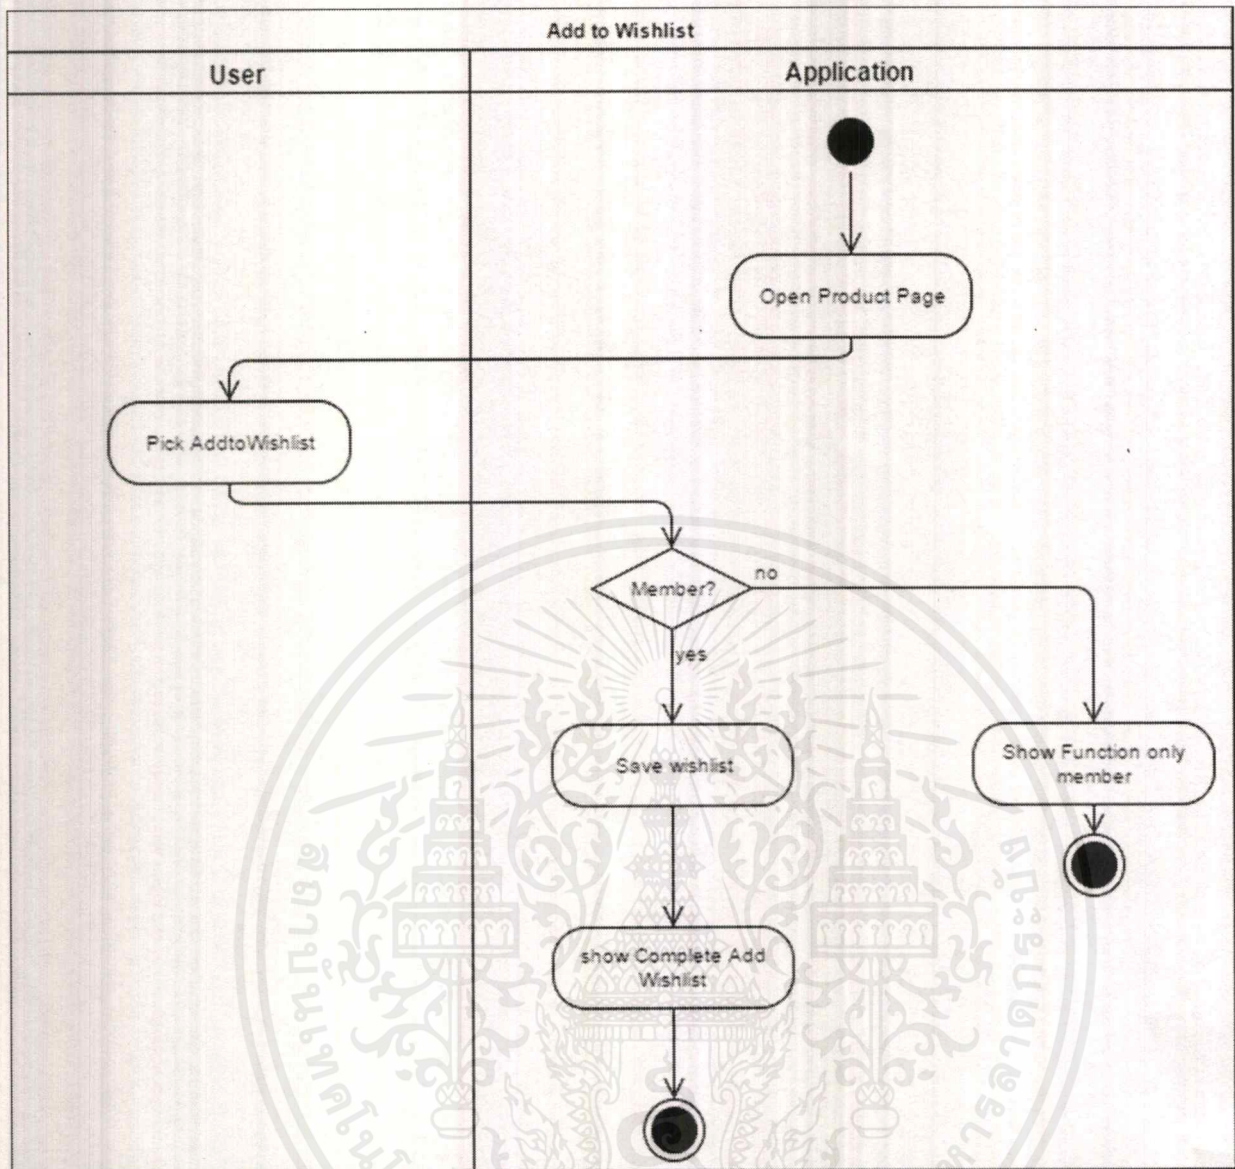 Add to Wishlist
User
Application
Open Product Page
Pick AddtoWishlist
Member?
no
yes
Save wishlist
Show Function only
member
show Complete Add
Wishlist